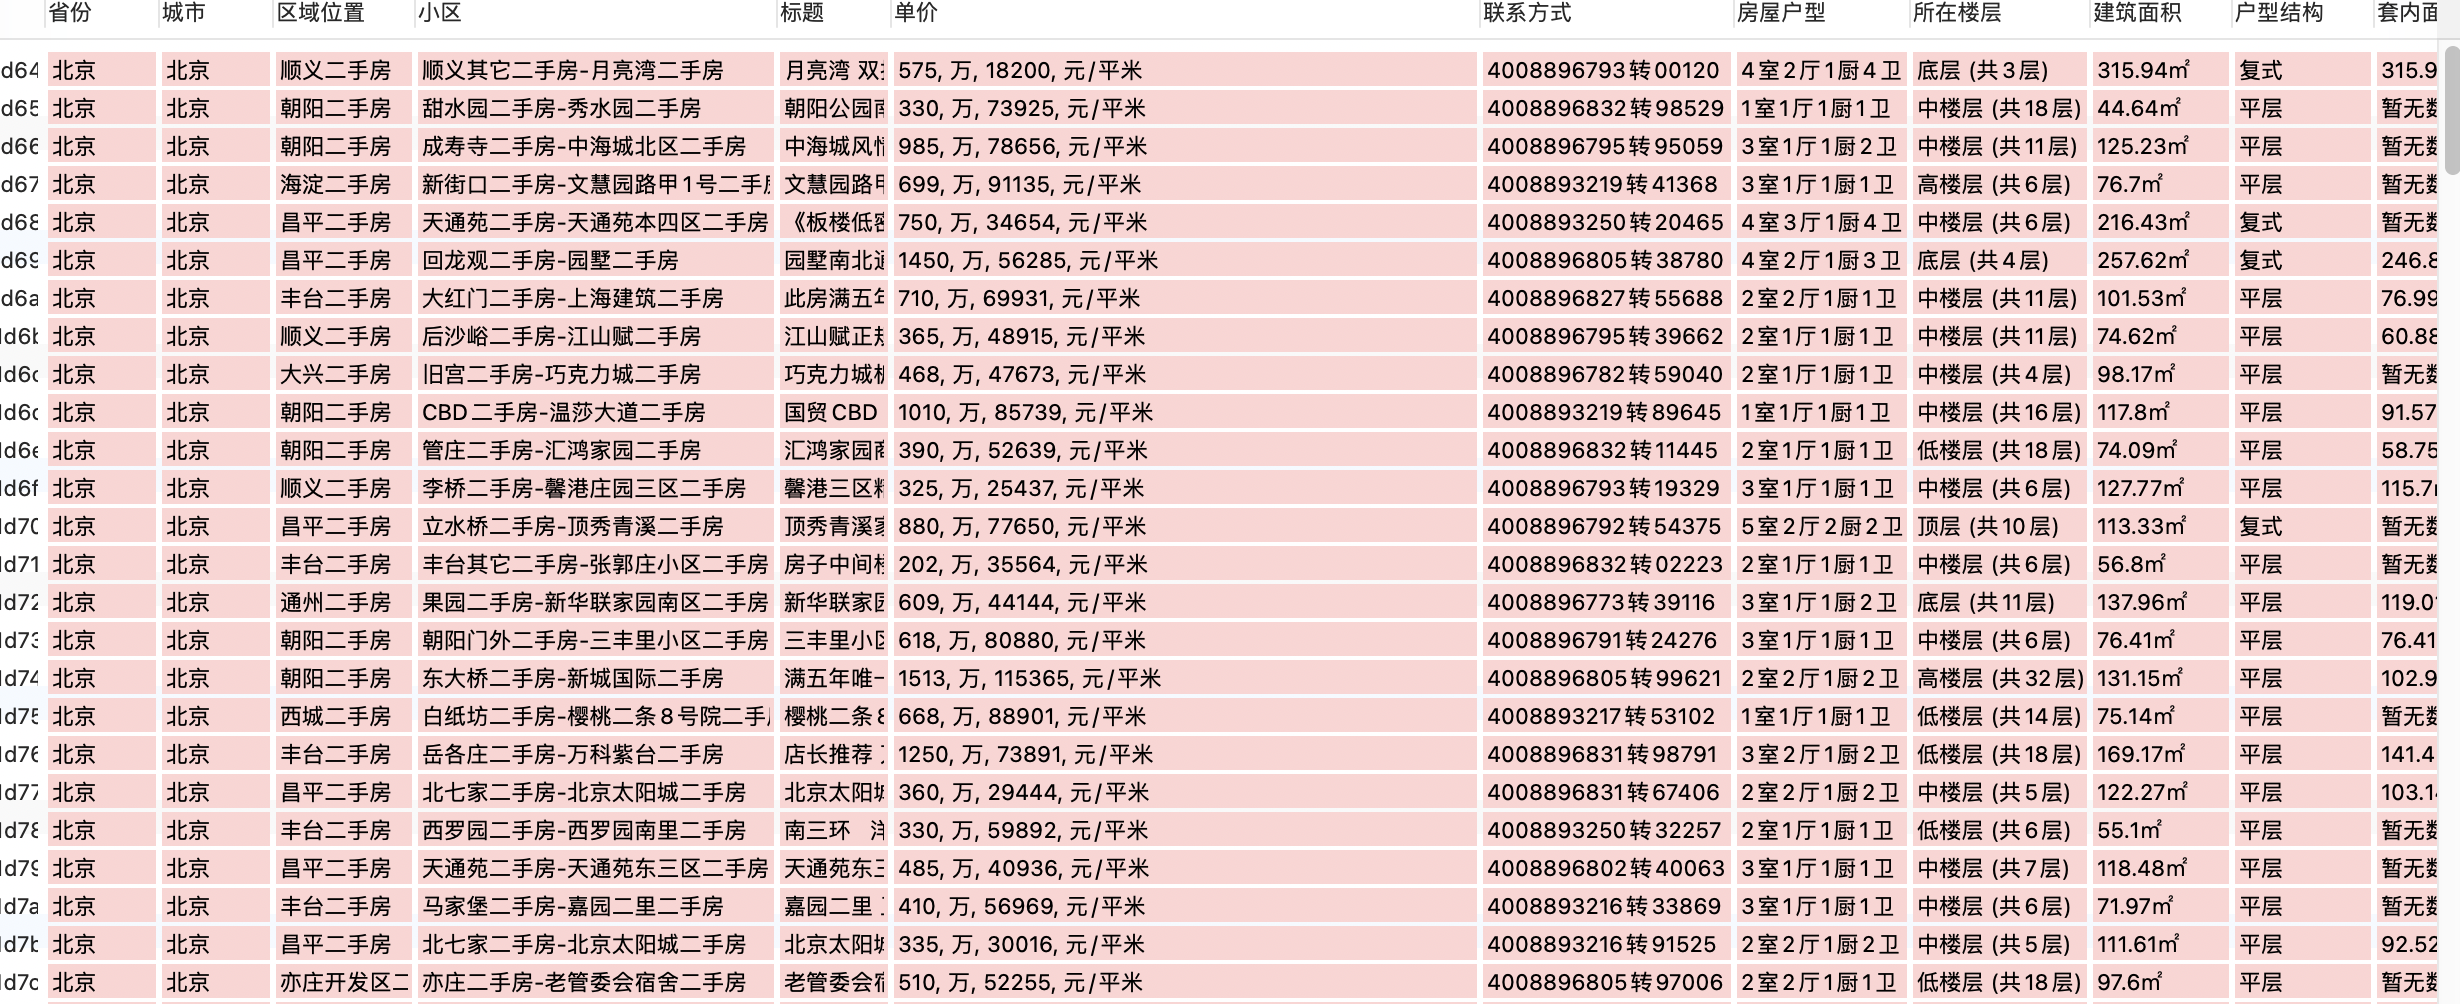 省份 城市 区域位置 小区 标题 单价 联系方式 房屋户型 所在楼层 建筑面积 户型结构 套内面
d64 北京 北京 顺义二手房 顺义其它二手房-月亮湾二手房 月亮湾 双 575, 万, 18200, 元/平米 4008896793转00120 4室2厅1厨4卫 底层 (共3层) 315.94㎡ 复式 315.9
d65 北京 北京 朝阳二手房 甜水园二手房-秀水园二手房 朝阳公园南 330, 万, 73925, 元/平米 4008896832转98529 1室1厅1厨1卫 中楼层 (共18层) 44.64㎡ 平层 暂无数
d66 北京 北京 朝阳二手房 成寿寺二手房-中海城北区二手房 中海城风情 985, 万, 78656, 元/平米 4008896795转95059 3室1厅1厨2卫 中楼层 (共11层) 125.23㎡ 平层 暂无数
d67 北京 北京 海淀二手房 新街口二手房-文慧园路甲1号二手房 文慧园路甲 699, 万, 91135, 元/平米 4008893219转41368 3室1厅1厨1卫 高楼层 (共6层) 76.7㎡ 平层 暂无数
d68 北京 北京 昌平二手房 天通苑二手房-天通苑本四区二手房 《板楼低密 750, 万, 34654, 元/平米 4008893250转20465 4室3厅1厨4卫 中楼层 (共6层) 216.43㎡ 复式 暂无数
d69 北京 北京 昌平二手房 回龙观二手房-园墅二手房 园墅南北通 1450, 万, 56285, 元/平米 4008896805转38780 4室2厅1厨3卫 底层 (共4层) 257.62㎡ 复式 246.8
d6a 北京 北京 丰台二手房 大红门二手房-上海建筑二手房 此房满五年 710, 万, 69931, 元/平米 4008896827转55688 2室2厅1厨1卫 中楼层 (共11层) 101.53㎡ 平层 76.99
d6b 北京 北京 顺义二手房 后沙峪二手房-江山赋二手房 江山赋正规 365, 万, 48915, 元/平米 4008896795转39662 2室1厅1厨1卫 中楼层 (共11层) 74.62㎡ 平层 60.88
d6c 北京 北京 大兴二手房 旧宫二手房-巧克力城二手房 巧克力城 468, 万, 47673, 元/平米 4008896782转59040 2室1厅1厨1卫 中楼层 (共4层) 98.17㎡ 平层 暂无数
d6d 北京 北京 朝阳二手房 CBD二手房-温莎大道二手房 国贸CBD 1010, 万, 85739, 元/平米 4008893219转89645 1室1厅1厨1卫 中楼层 (共16层) 117.8㎡ 平层 91.57
d6e 北京 北京 朝阳二手房 管庄二手房-汇鸿家园二手房 汇鸿家园商 390, 万, 52639, 元/平米 4008896832转11445 2室1厅1厨1卫 低楼层 (共18层) 74.09㎡ 平层 58.75
d6f 北京 北京 顺义二手房 李桥二手房-馨港庄园三区二手房 馨港三区精 325, 万, 25437, 元/平米 4008896793转19329 3室1厅1厨1卫 中楼层 (共6层) 127.77㎡ 平层 115.7
d70 北京 北京 昌平二手房 立水桥二手房-顶秀青溪二手房 顶秀青溪家 880, 万, 77650, 元/平米 4008896792转54375 5室2厅2厨2卫 顶层 (共10层) 113.33㎡ 复式 暂无数
d71 北京 北京 丰台二手房 丰台其它二手房-张郭庄小区二手房 房子中间楼 202, 万, 35564, 元/平米 4008896832转02223 2室1厅1厨1卫 中楼层 (共6层) 56.8㎡ 平层 暂无数
d72 北京 北京 通州二手房 果园二手房-新华联家园南区二手房 新华联家园 609, 万, 44144, 元/平米 4008896773转39116 3室1厅1厨2卫 底层 (共11层) 137.96㎡ 平层 119.0
d73 北京 北京 朝阳二手房 朝阳门外二手房-三丰里小区二手房 三丰里小区 618, 万, 80880, 元/平米 4008896791转24276 3室1厅1厨1卫 中楼层 (共6层) 76.41㎡ 平层 76.41
d74 北京 北京 朝阳二手房 东大桥二手房-新城国际二手房 满五年唯一 1513, 万, 115365, 元/平米 4008896805转99621 2室2厅1厨2卫 高楼层 (共32层) 131.15㎡ 平层 102.9
d75 北京 北京 西城二手房 白纸坊二手房-樱桃二条8号院二手 樱桃二条8 668, 万, 88901, 元/平米 4008893217转53102 1室1厅1厨1卫 低楼层 (共14层) 75.14㎡ 平层 暂无数
d76 北京 北京 丰台二手房 岳各庄二手房-万科紫台二手房 店长推荐 1250, 万, 73891, 元/平米 4008896831转98791 3室2厅1厨2卫 低楼层 (共18层) 169.17㎡ 平层 141.4
d77 北京 北京 昌平二手房 北七家二手房-北京太阳城二手房 北京太阳城 360, 万, 29444, 元/平米 4008896831转67406 2室2厅1厨2卫 中楼层 (共5层) 122.27㎡ 平层 103.1
d78 北京 北京 丰台二手房 西罗园二手房-西罗园南里二手房 南三环 洋 330, 万, 59892, 元/平米 4008893250转32257 2室1厅1厨1卫 低楼层 (共6层) 55.1㎡ 平层 暂无数
d79 北京 北京 昌平二手房 天通苑二手房-天通苑东三区二手房 天通苑东三 485, 万, 40936, 元/平米 4008896802转40063 3室1厅1厨1卫 中楼层 (共7层) 118.48㎡ 平层 暂无数
d7a 北京 北京 丰台二手房 马家堡二手房-嘉园二里二手房 嘉园二里 410, 万, 56969, 元/平米 4008893216转33869 3室1厅1厨1卫 中楼层 (共6层) 71.97㎡ 平层 暂无数
d7b 北京 北京 昌平二手房 北七家二手房-北京太阳城二手房 北京太阳城 335, 万, 30016, 元/平米 4008893216转91525 2室2厅1厨2卫 中楼层 (共5层) 111.61㎡ 平层 92.52
d7c 北京 北京 亦庄开发区二 亦庄二手房-老管委会宿舍二手房 老管委会宿 510, 万, 52255, 元/平米 4008896805转97006 2室2厅1厨1卫 低楼层 (共18层) 97.6㎡ 平层 暂无数